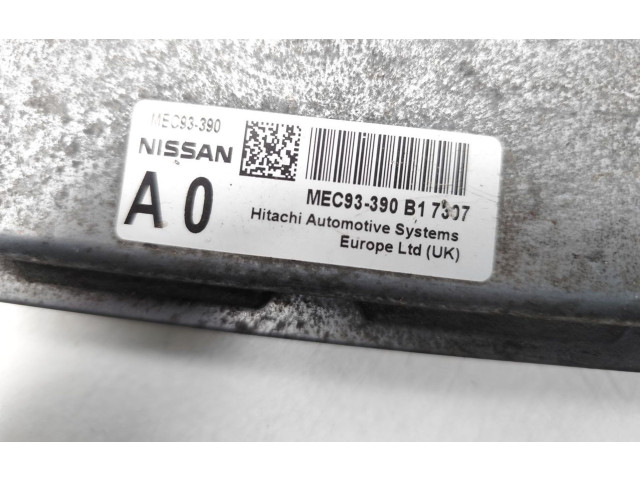 MEC93-390
NISSAN
A 0
MEC93-390 B1 7307
Hitachi Automotive Systems
Europe Ltd (UK)